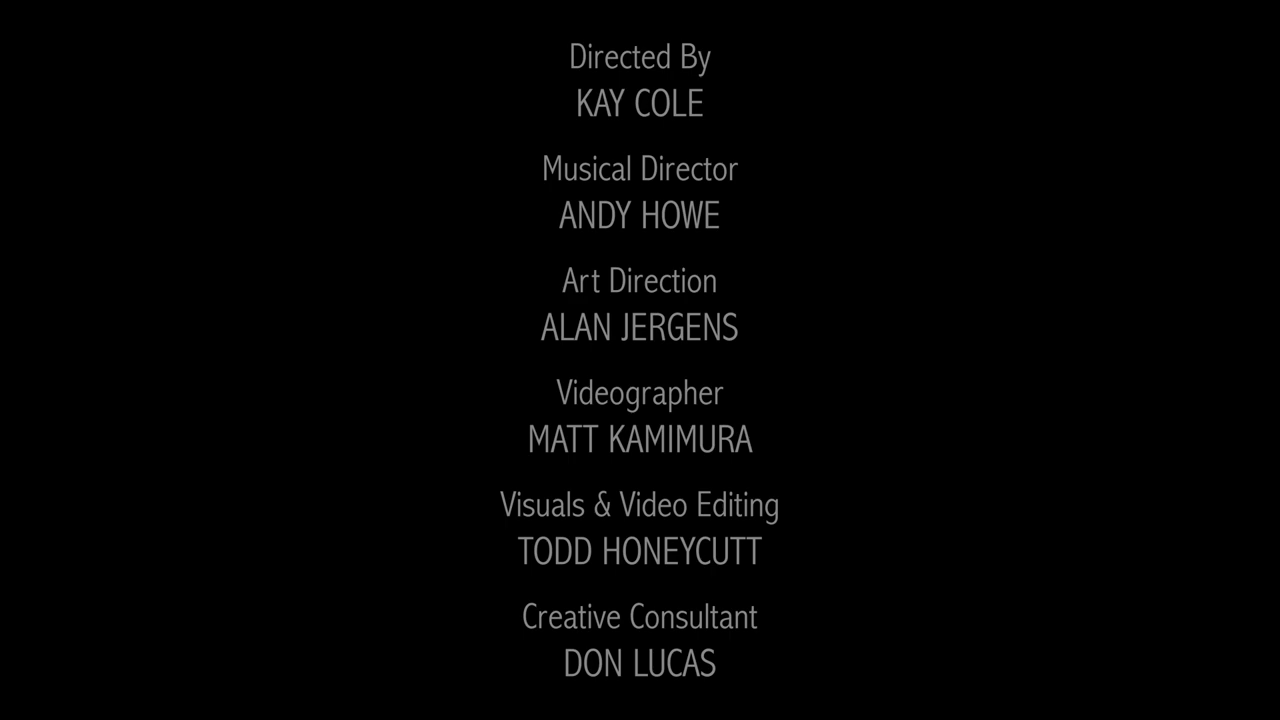 Directed By
KAY COLE
Musical Director
ANDY HOWE
Art Direction
ALAN JERGENS
Videographer
MATT KAMIMURA
Visuals & Video Editing
TODD HONEYCUTT
Creative Consultant
DON LUCAS